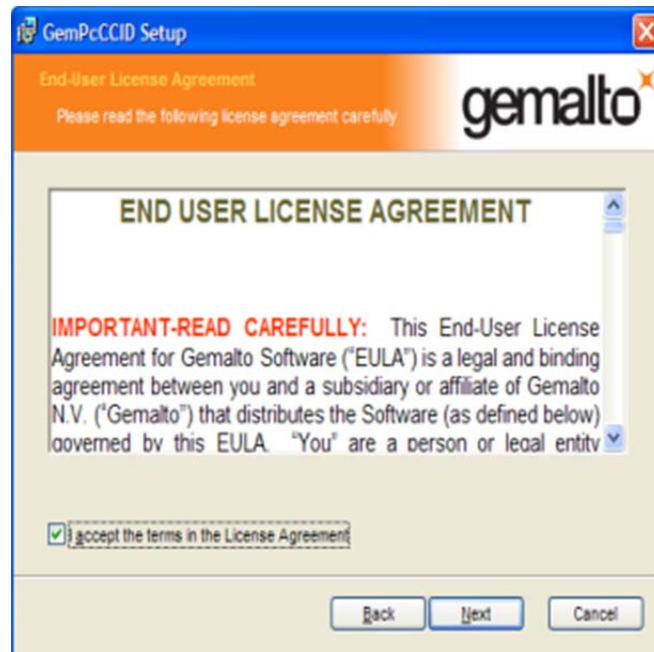 GemPcCCID Setup
End-User License Agreement
Please read the following license agreement carefully
gemalto
END USER LICENSE AGREEMENT
IMPORTANT-READ CAREFULLY: This End-User License
Agreement for Gemalto Software ("EULA") is a legal and binding
agreement between you and a subsidiary or affiliate of Gemalto
N.V. ("Gemalto") that distributes the Software (as defined below)
governed by this EULA. "You" are a person or legal entity
I accept the terms in the License Agreement
Back
Next
Cancel